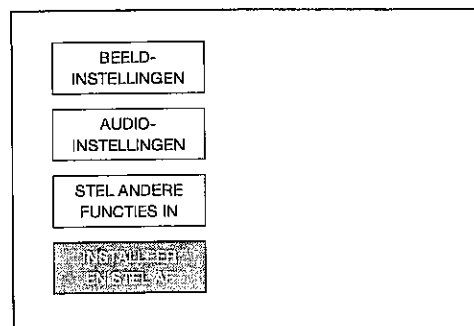 BEELD-
INSTELLINGEN
AUDIO-
INSTELLINGEN
STEL ANDERE
FUNCTIES IN
INSTALLEER
EN STEL AF